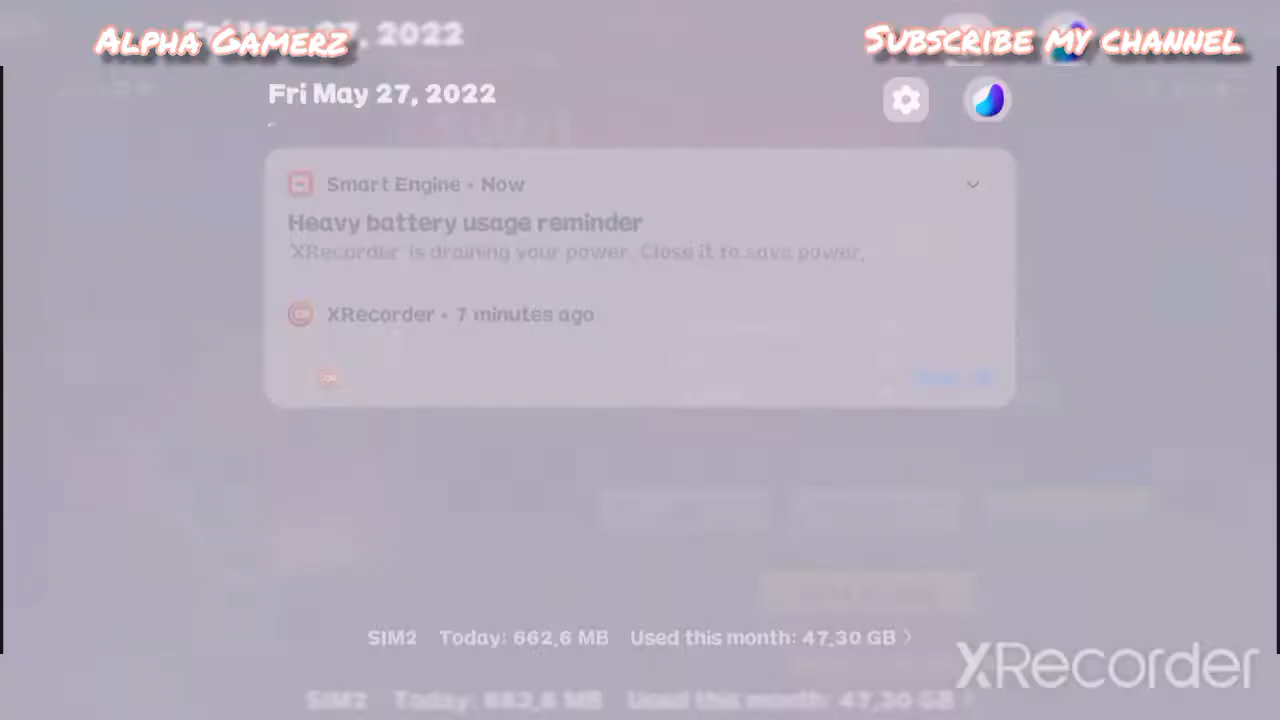 Alpha Gamerz
Subscribe my channel
Fri May 27, 2022
Smart Engine • Now
Heavy battery usage reminder
'XRecorder' is draining your power. Close it to save power.
XRecorder • 7 minutes ago
SIM2 Today: 662.6 MB Used this month: 47.30 GB
XRecorder